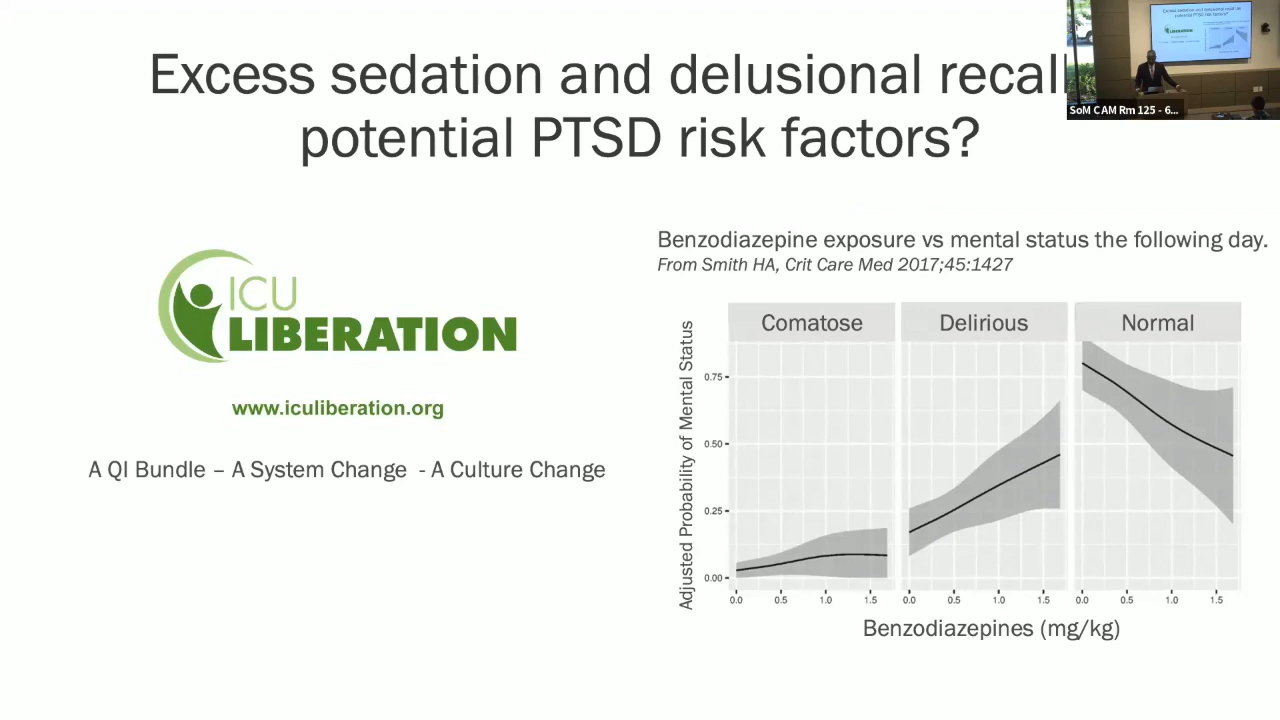 Excess sedation and delusional recall
potential PTSD risk factors?
SoM CAM Rm 125 - 6...
ICU
LIBERATION
www.iculiberation.org
A QI Bundle – A System Change - A Culture Change
Benzodiazepine exposure vs mental status the following day.
From Smith HA, Crit Care Med 2017;45:1427
Adjusted Probability of Mental Status
Comatose Delirious Normal
0.75
0.50
0.25
0.00
0.0 0.5 1.0 1.5 0.0 0.5 1.0 1.5 0.0 0.5 1.0 1.5
Benzodiazepines (mg/kg)